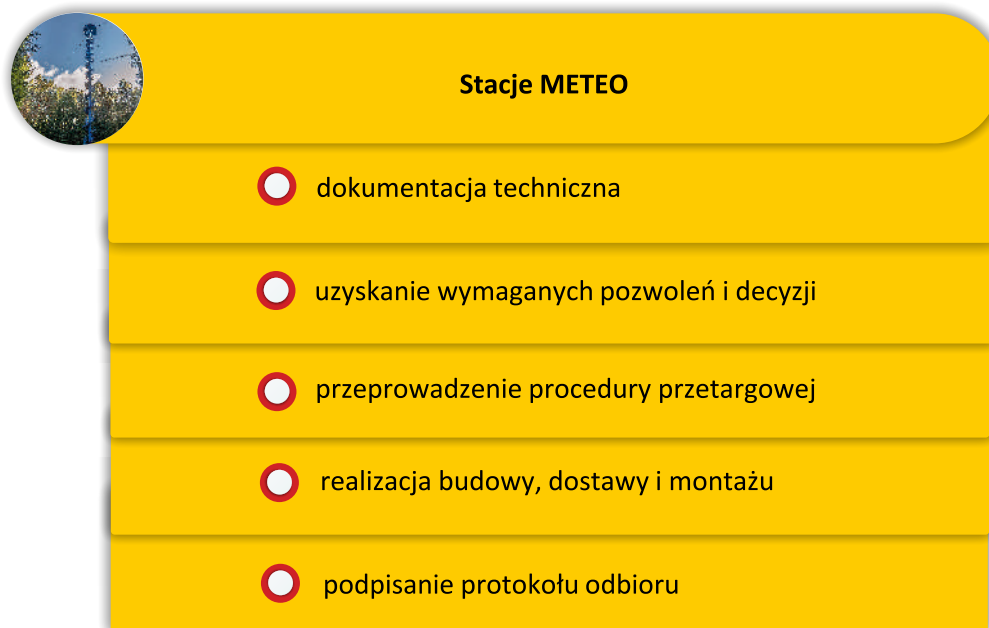 Stacje METEO
dokumentacja techniczna
uzyskanie wymaganych pozwoleń i decyzji
przeprowadzenie procedury przetargowej
realizacja budowy, dostawy i montażu
podpisanie protokołu odbioru